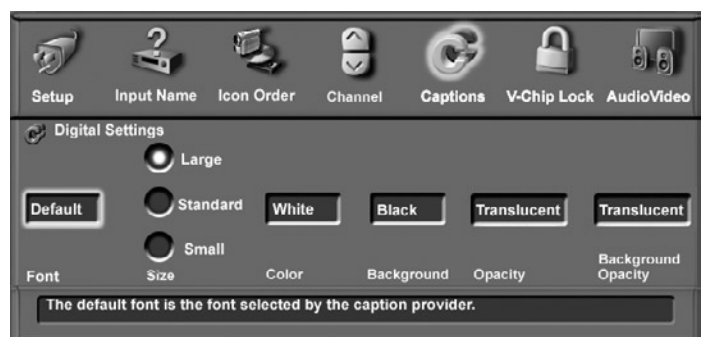 Setup
Input Name
Icon Order
Channel
Captions
V-Chip Lock
AudioVideo
Digital Settings
Large
Default
Standard
White
Black
Translucent
Translucent
Small
Font
Size
Color
Background
Opacity
Background
Opacity
The default font is the font selected by the caption provider.